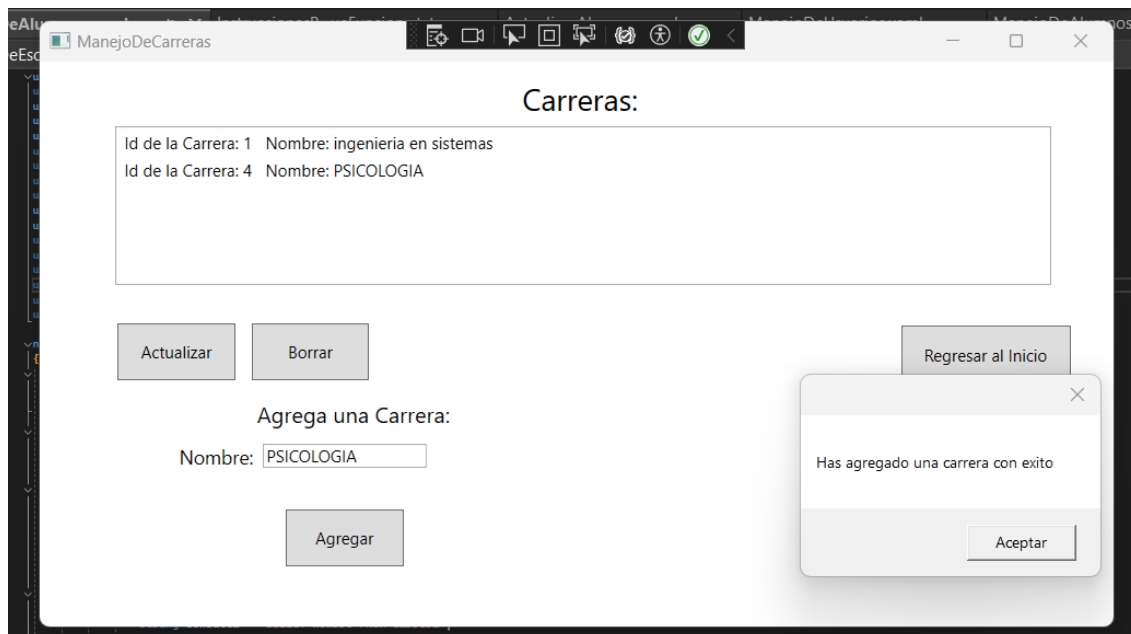 ManejoDeCarreras
Carreras:
Id de la Carrera: 1 Nombre: ingenieria en sistemas
Id de la Carrera: 4 Nombre: PSICOLOGIA
Actualizar
Borrar
Regresar al Inicio
Agrega una Carrera:
Nombre: PSICOLOGIA
Has agregado una carrera con exito
Agregar
Aceptar